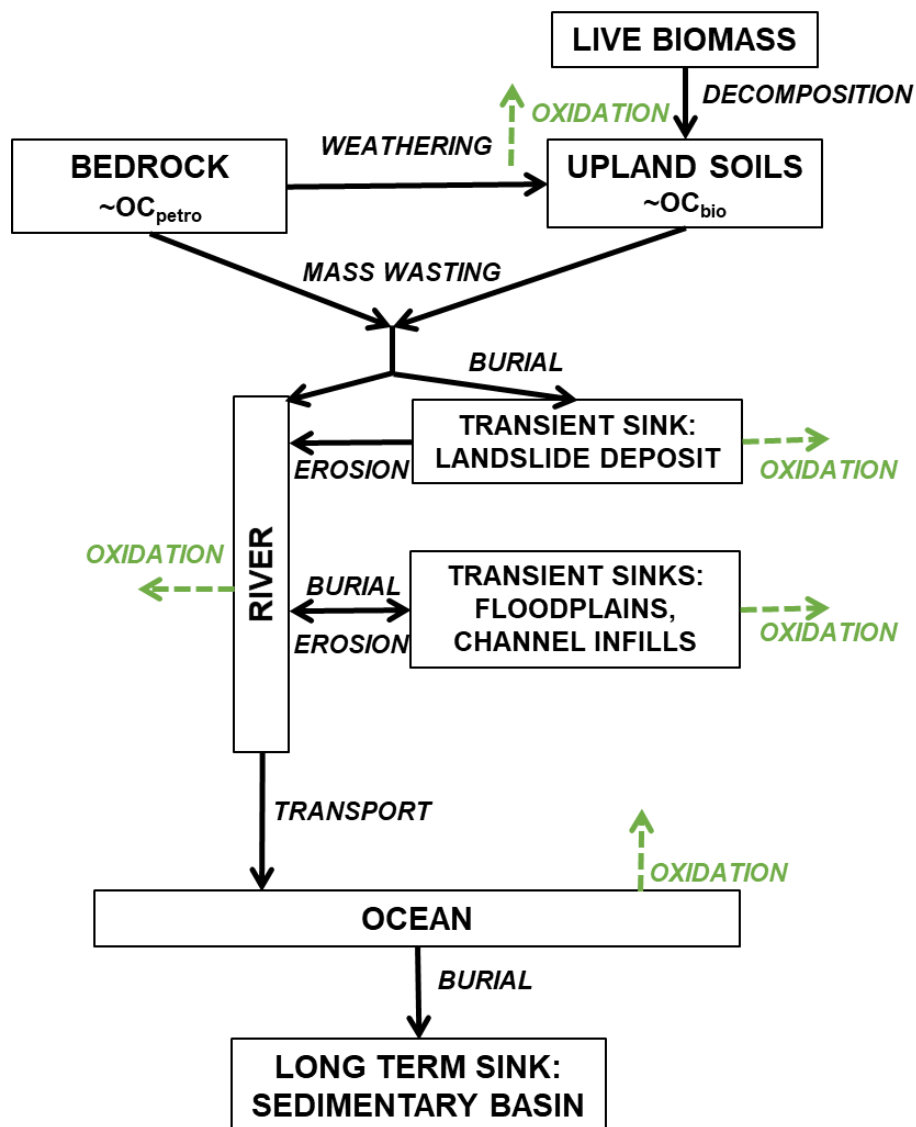 LIVE BIOMASS
DECOMPOSITION
OXIDATION
WEATHERING
BEDROCK
~OCpetro
UPLAND SOILS
~OCbio
MASS WASTING
BURIAL
TRANSIENT SINK:
LANDSLIDE DEPOSIT
EROSION
OXIDATION
RIVER
OXIDATION
BURIAL
EROSION
TRANSIENT SINKS:
FLOODPLAINS,
CHANNEL INFILLS
OXIDATION
TRANSPORT
OXIDATION
OCEAN
BURIAL
LONG TERM SINK:
SEDIMENTARY BASIN